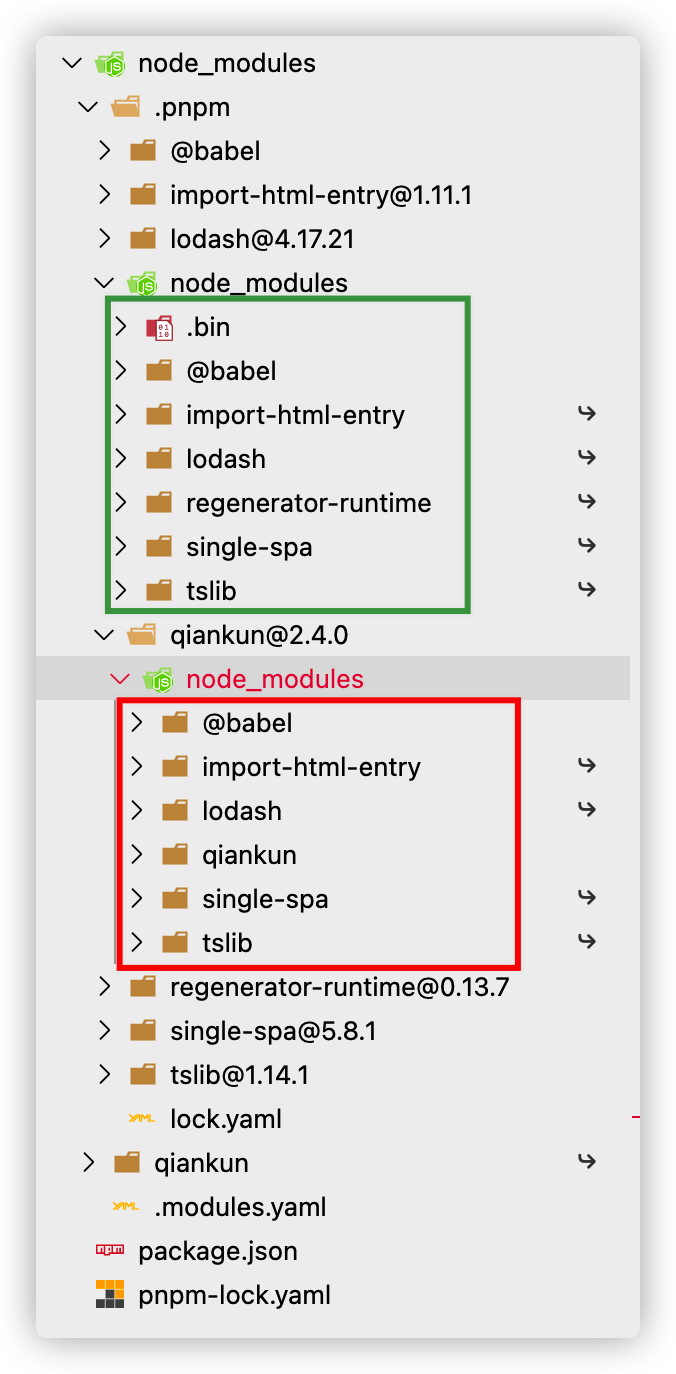 node_modules
.pnpm
@babel
import-html-entry@1.11.1
lodash@4.17.21
node_modules
.bin
@babel
import-html-entry
lodash
regenerator-runtime
single-spa
tslib
qiankun@2.4.0
node_modules
@babel
import-html-entry
lodash
qiankun
single-spa
tslib
regenerator-runtime@0.13.7
single-spa@5.8.1
tslib@1.14.1
lock.yaml
qiankun
.modules.yaml
package.json
pnpm-lock.yaml